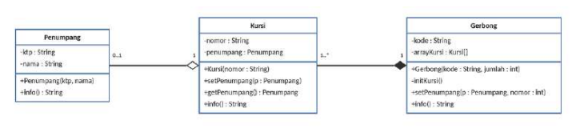 Penumpang
-ktp : String
-nama : String
+Penumpang(ktp, nama)
+info() : String
0..1
1
Kursi
-nomor : String
-penumpang : Penumpang
+Kursi(nomor : String)
+setPenumpang(p : Penumpang)
+getPenumpang() : Penumpang
+info() : String
1..*
1
Gerbong
-kode : String
-arrayKursi : Kursi[]
+Gerbong(kode : String, jumlah : int)
-initKursi()
+setPenumpang(p : Penumpang, nomor : int)
+info() : String